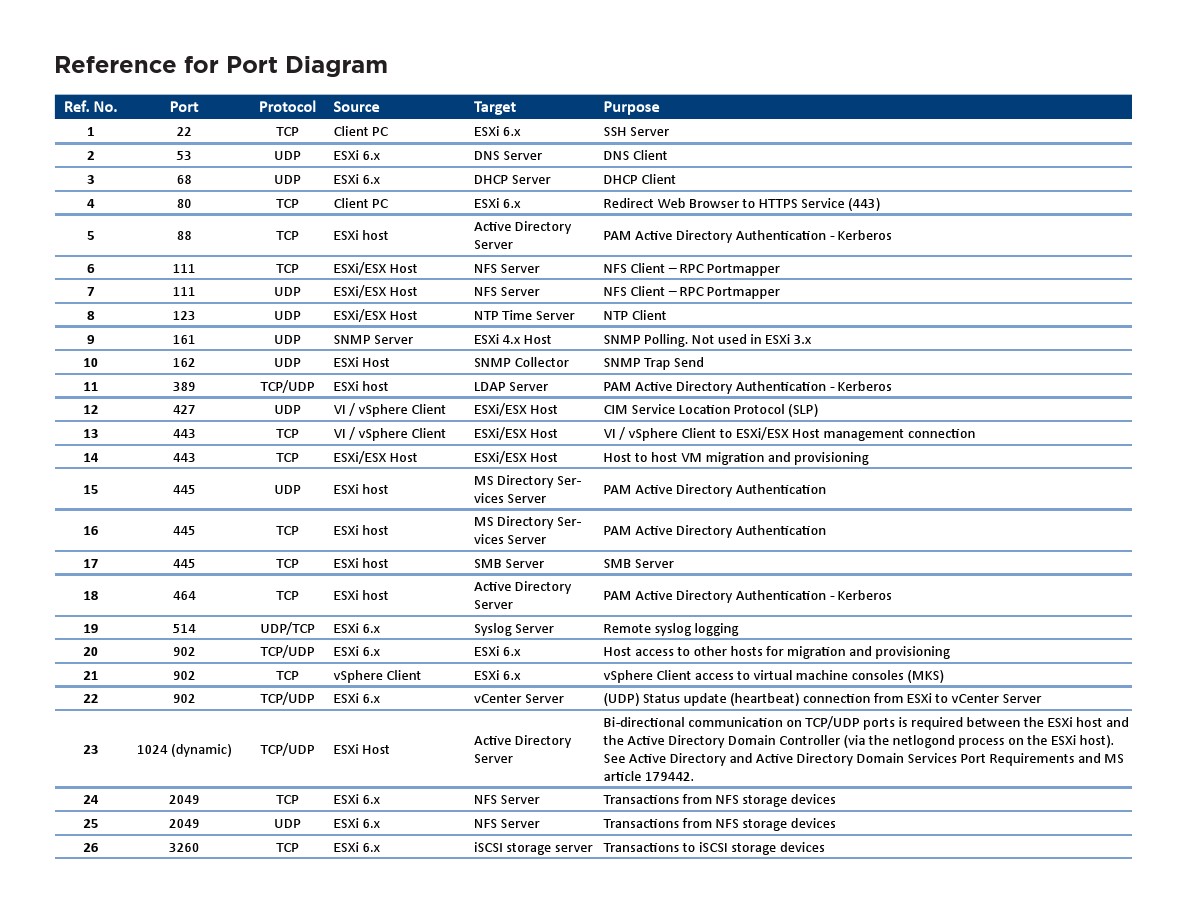 Reference for Port Diagram
Ref. No. Port Protocol Source Target Purpose
1 22 TCP Client PC ESXi 6.x SSH Server
2 53 UDP ESXi 6.x DNS Server DNS Client
3 68 UDP ESXi 6.x DHCP Server DHCP Client
4 80 TCP Client PC ESXi 6.x Redirect Web Browser to HTTPS Service (443)
5 88 TCP ESXi host Active Directory
Server PAM Active Directory Authentication - Kerberos
6 111 TCP ESXi/ESX Host NFS Server NFS Client – RPC Portmapper
7 111 UDP ESXi/ESX Host NFS Server NFS Client – RPC Portmapper
8 123 UDP ESXi/ESX Host NTP Time Server NTP Client
9 161 UDP SNMP Server ESXi 4.x Host SNMP Polling. Not used in ESXi 3.x
10 162 UDP ESXi Host SNMP Collector SNMP Trap Send
11 389 TCP/UDP ESXi host LDAP Server PAM Active Directory Authentication - Kerberos
12 427 UDP VI / vSphere Client ESXi/ESX Host CIM Service Location Protocol (SLP)
13 443 TCP VI / vSphere Client ESXi/ESX Host VI / vSphere Client to ESXi/ESX Host management connection
14 443 TCP ESXi/ESX Host ESXi/ESX Host Host to host VM migration and provisioning
15 445 UDP ESXi host MS Directory Ser-
vices Server PAM Active Directory Authentication
16 445 TCP ESXi host MS Directory Ser-
vices Server PAM Active Directory Authentication
17 445 TCP ESXi host SMB Server SMB Server
18 464 TCP ESXi host Active Directory
Server PAM Active Directory Authentication - Kerberos
19 514 UDP/TCP ESXi 6.x Syslog Server Remote syslog logging
20 902 TCP/UDP ESXi 6.x ESXi 6.x Host access to other hosts for migration and provisioning
21 902 TCP vSphere Client ESXi 6.x vSphere Client access to virtual machine consoles (MKS)
22 902 TCP/UDP ESXi 6.x vCenter Server (UDP) Status update (heartbeat) connection from ESXi to vCenter Server
23 1024 (dynamic) TCP/UDP ESXi Host Active Directory
Server Bi-directional communication on TCP/UDP ports is required between the ESXi host and
the Active Directory Domain Controller (via the netlogond process on the ESXi host).
See Active Directory and Active Directory Domain Services Port Requirements and MS
article 179442.
24 2049 TCP ESXi 6.x NFS Server Transactions from NFS storage devices
25 2049 UDP ESXi 6.x NFS Server Transactions from NFS storage devices
26 3260 TCP ESXi 6.x iSCSI storage server Transactions to iSCSI storage devices